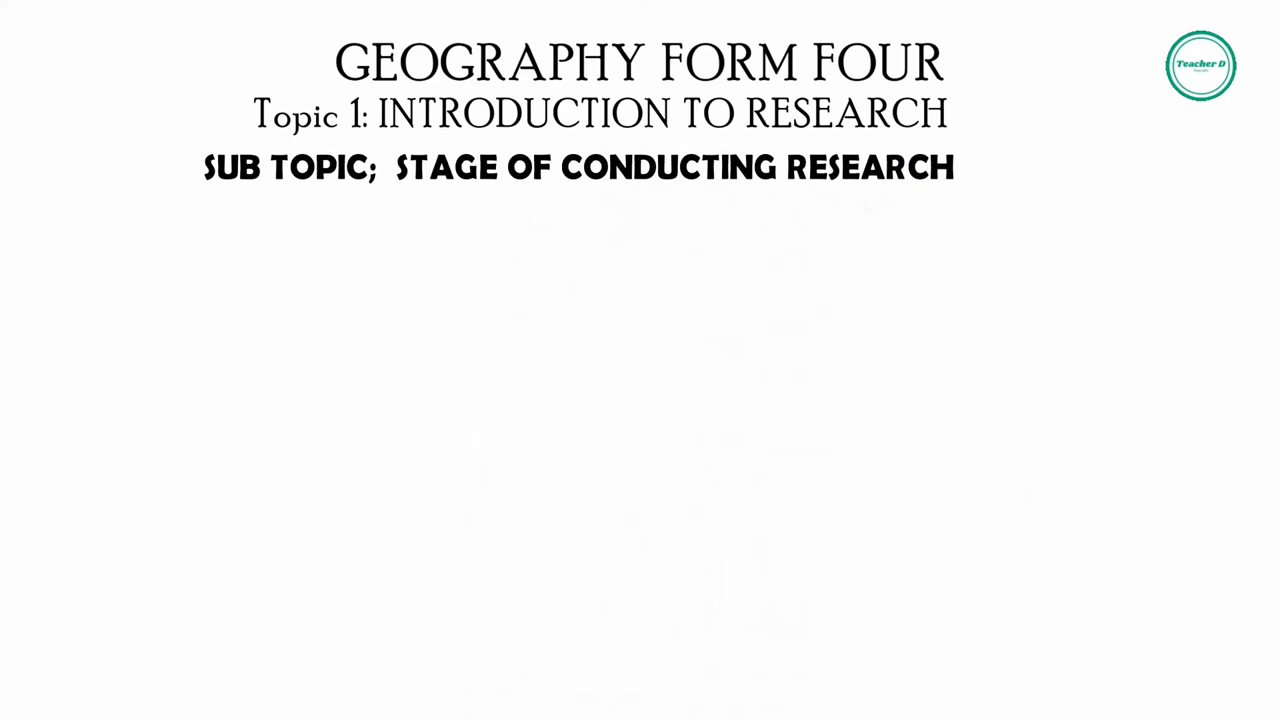 GEOGRAPHY FORM FOUR
Topic 1: INTRODUCTION TO RESEARCH
SUB TOPIC; STAGE OF CONDUCTING RESEARCH
Teacher D